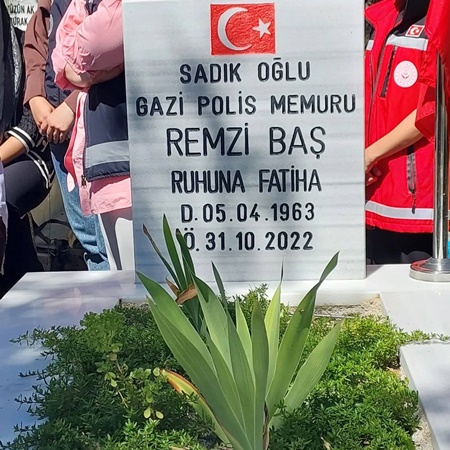 SADIK OĞLU
GAZİ POLİS MEMURU
REMZİ BAŞ
RUHUNA FATİHA
D. 05.04.1963
Ö. 31.10.2022